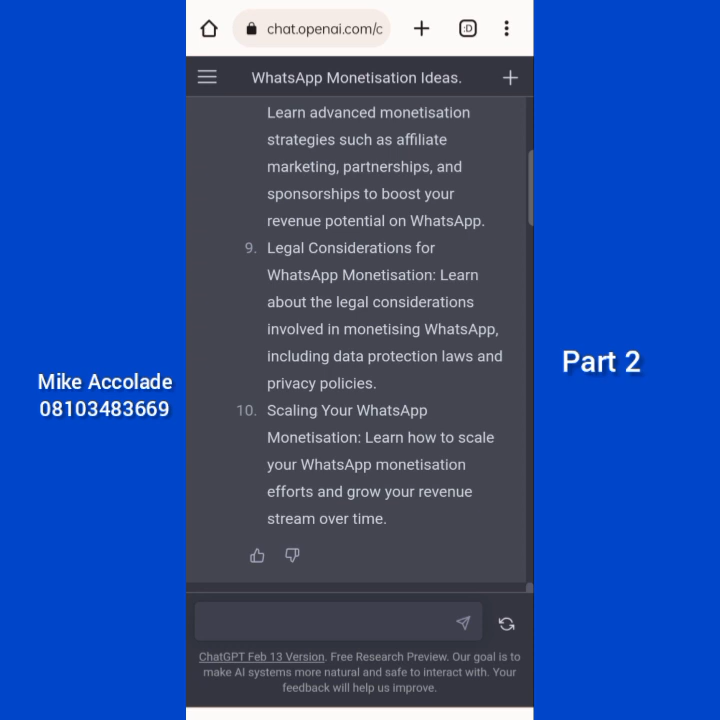 chat.openai.com/c
:D
WhatsApp Monetisation Ideas.
Learn advanced monetisation
strategies such as affiliate
marketing, partnerships, and
sponsorships to boost your
revenue potential on WhatsApp.
9. Legal Considerations for
WhatsApp Monetisation: Learn
about the legal considerations
involved in monetising WhatsApp,
including data protection laws and
privacy policies.
10. Scaling Your WhatsApp
Monetisation: Learn how to scale
your WhatsApp monetisation
efforts and grow your revenue
stream over time.
Mike Accolade
08103483669
Part 2
ChatGPT Feb 13 Version. Free Research Preview. Our goal is to
make AI systems more natural and safe to interact with. Your
feedback will help us improve.